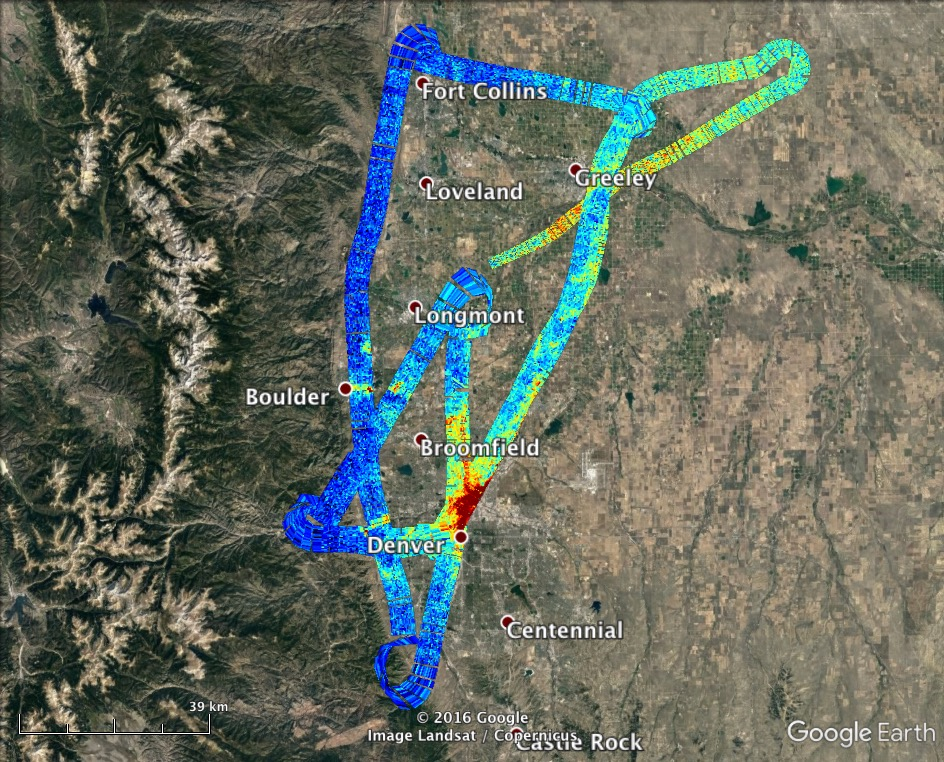 Fort Collins
Greeley
Loveland
Longmont
Boulder
Broomfield
Denver
Centennial
39 km
© 2016 Google
Image Landsat / Copernicus
Castle Rock
Google Earth